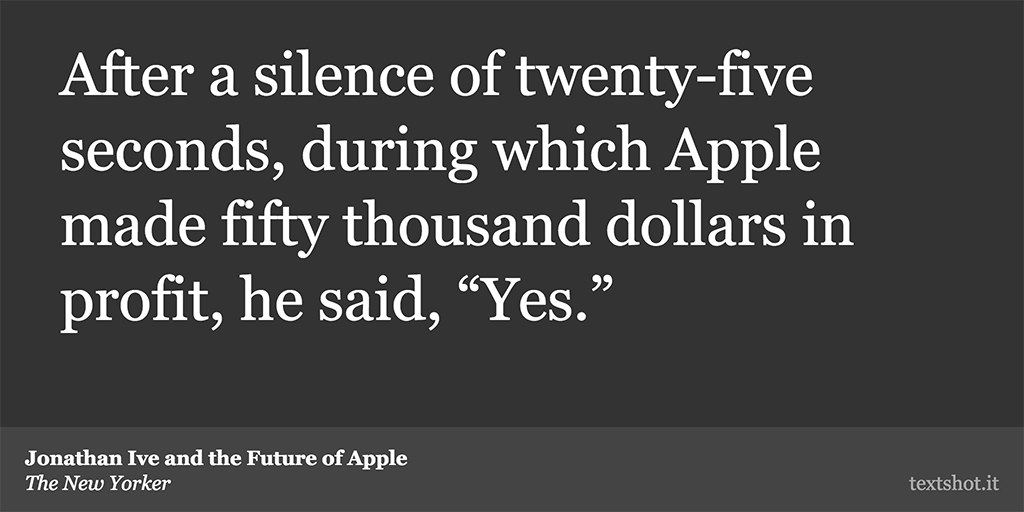 After a silence of twenty-five
seconds, during which Apple
made fifty thousand dollars in
profit, he said, “Yes.”
Jonathan Ive and the Future of Apple
The New Yorker
textshot.it